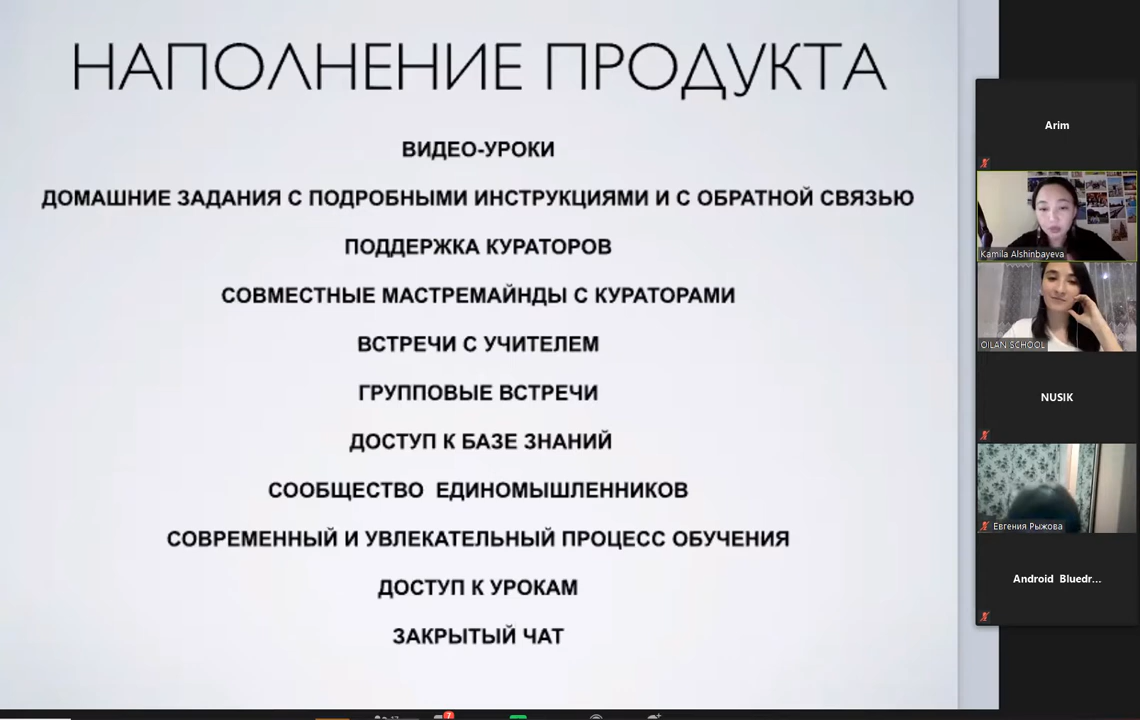 НАПОЛНЕНИЕ ПРОДУКТА
ВИДЕО-УРОКИ
ДОМАШНИЕ ЗАДАНИЯ С ПОДРОБНЫМИ ИНСТРУКЦИЯМИ И С ОБРАТНОЙ СВЯЗЬЮ
ПОДДЕРЖКА КУРАТОРОВ
СОВМЕСТНЫЕ МАСТРЕМАЙНДЫ С КУРАТОРАМИ
ВСТРЕЧИ С УЧИТЕЛЕМ
ГРУППОВЫЕ ВСТРЕЧИ
ДОСТУП К БАЗЕ ЗНАНИЙ
СООБЩЕСТВО ЕДИНОМЫШЛЕННИКОВ
СОВРЕМЕННЫЙ И УВЛЕКАТЕЛЬНЫЙ ПРОЦЕСС ОБУЧЕНИЯ
ДОСТУП К УРОКАМ
ЗАКРЫТЫЙ ЧАТ
Arim
Kamila Alshinbayeva
OILAN SCHOOL
NUSIK
Евгения Рыжова
Android Bluedr...
7